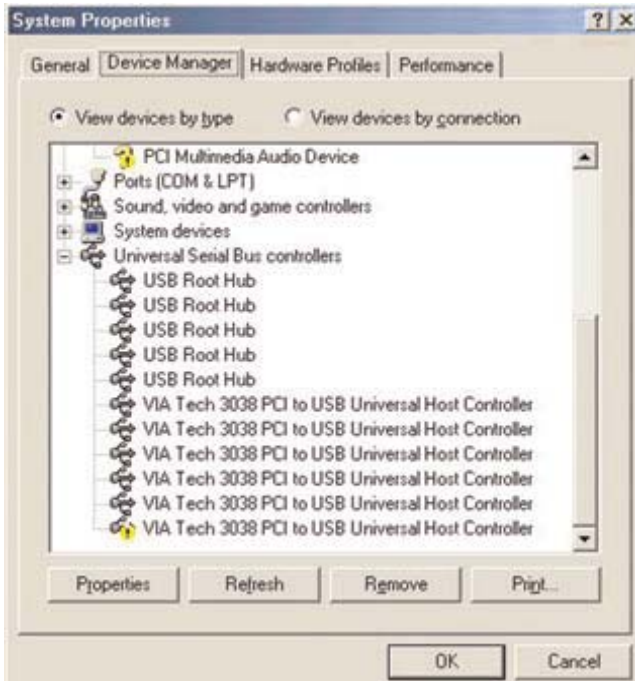 System Properties
General Device Manager Hardware Profiles Performance
View devices by type View devices by connection
PCI Multimedia Audio Device
Ports (COM & LPT)
Sound, video and game controllers
System devices
Universal Serial Bus controllers
USB Root Hub
USB Root Hub
USB Root Hub
USB Root Hub
USB Root Hub
VIA Tech 3038 PCI to USB Universal Host Controller
VIA Tech 3038 PCI to USB Universal Host Controller
VIA Tech 3038 PCI to USB Universal Host Controller
VIA Tech 3038 PCI to USB Universal Host Controller
VIA Tech 3038 PCI to USB Universal Host Controller
VIA Tech 3038 PCI to USB Universal Host Controller
Properties Refresh Remove Print...
OK Cancel